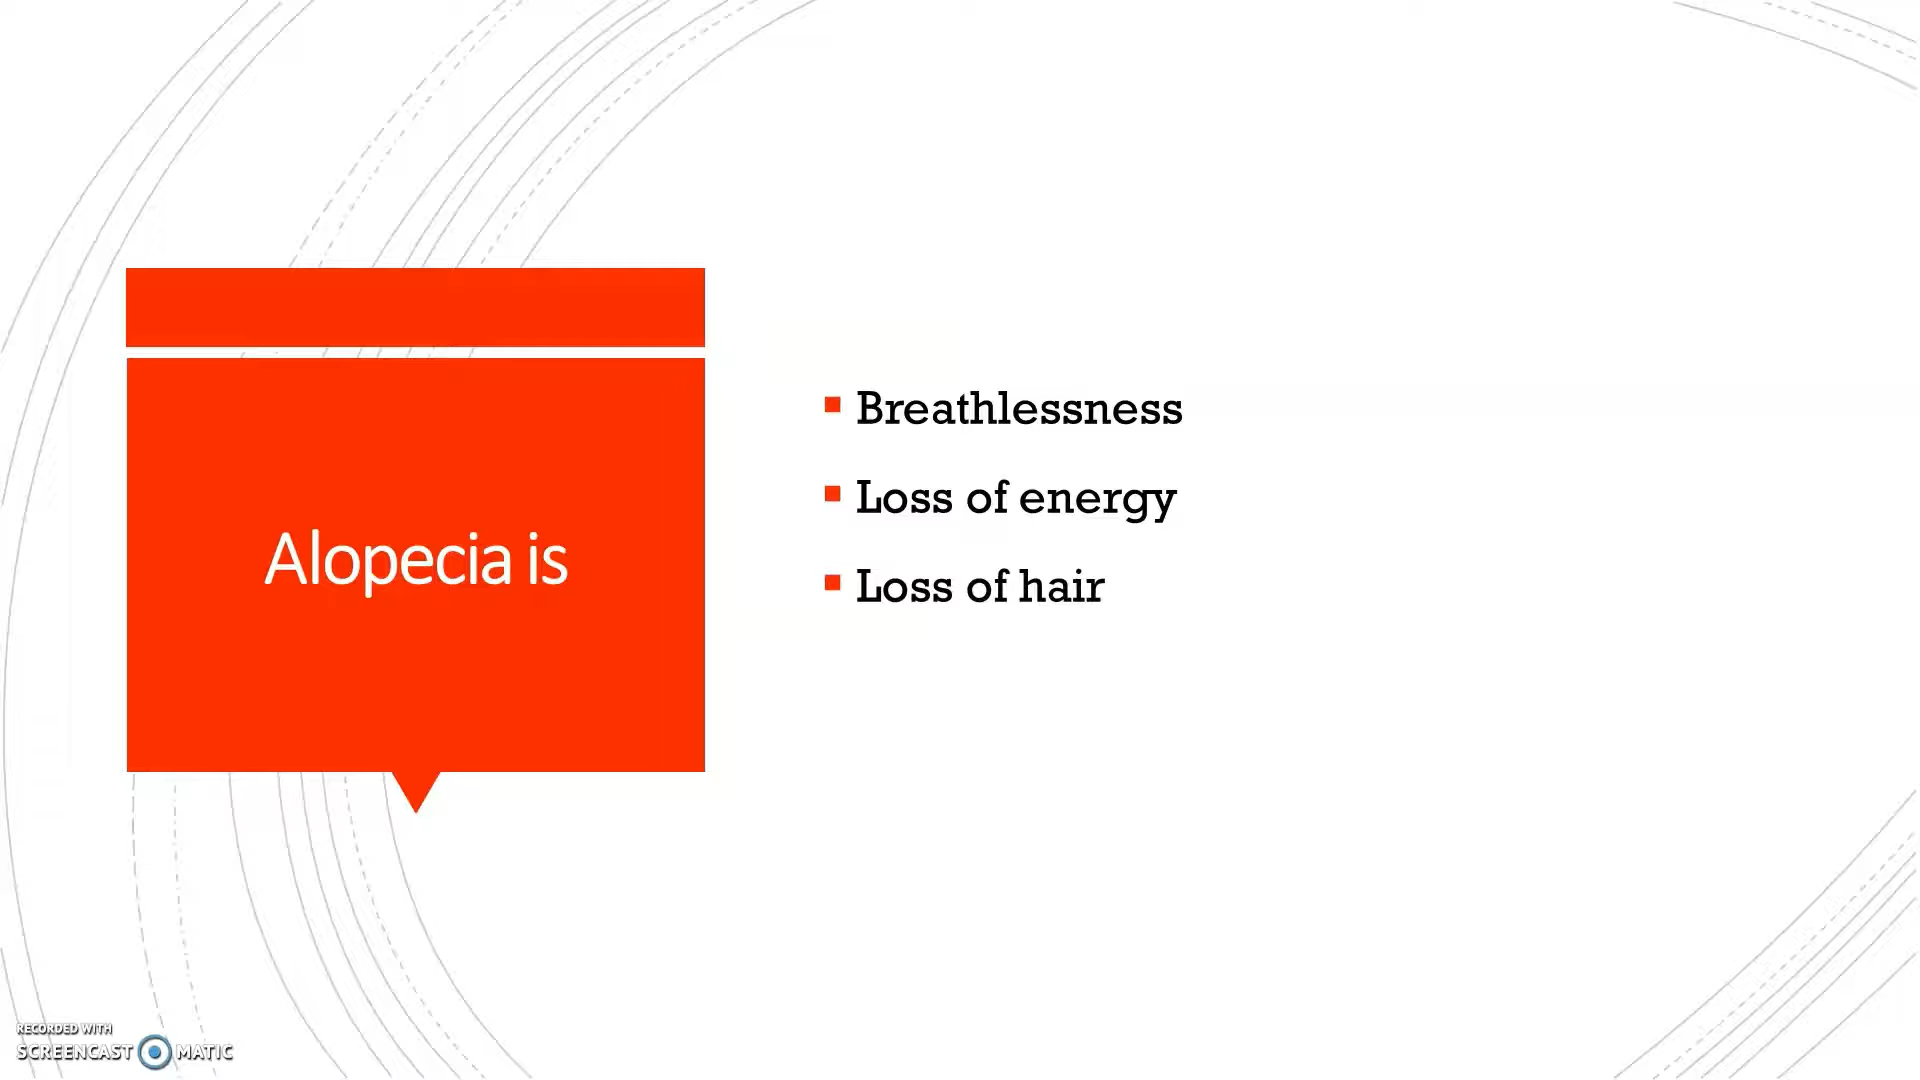 Alopecia is
Breathlessness
Loss of energy
Loss of hair
RECORDED WITH
SCREENCAST MATIC